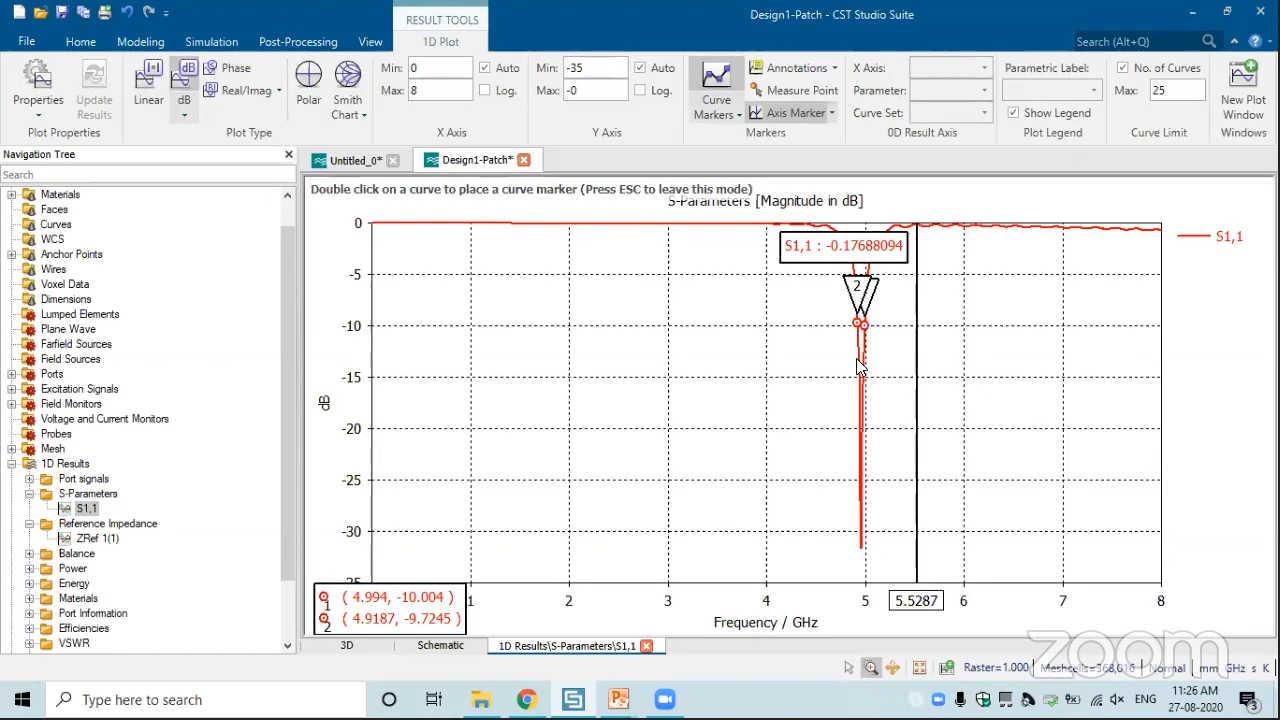 Design1-Patch - CST Studio Suite
RESULT TOOLS
File Home Modeling Simulation Post-Processing View 1D Plot Search (Alt+Q)
Properties
Update Results
Plot Properties
Linear
dB
Phase
Real/Imag
Polar
Smith Chart
Plot Type
Min: 0 Auto
Max: 8 Log.
X Axis
Min: -35 Auto
Max: -0 Log.
Y Axis
Curve Markers
Annotations
Measure Point
Axis Marker
Markers
X Axis:
Parameter:
Curve Set:
0D Result Axis
Parametric Label:
Show Legend
Plot Legend
No. of Curves
Max: 25
Curve Limit
New Plot Window
Windows
Navigation Tree
Search
Materials
Faces
Curves
WCS
Anchor Points
Wires
Voxel Data
Dimensions
Lumped Elements
Plane Wave
Farfield Sources
Field Sources
Ports
Excitation Signals
Field Monitors
Voltage and Current Monitors
Probes
Mesh
1D Results
Port signals
S-Parameters
S1,1
Reference Impedance
ZRef 1(1)
Balance
Power
Energy
Materials
Port Information
Efficiencies
VSWR
Untitled_0* Design1-Patch*
Double click on a curve to place a curve marker (Press ESC to leave this mode)
S-Parameters [Magnitude in dB]
0
-5
-10
-15
-20
-25
-30
-35
dB
S1,1 : -0.17688094
2
S1,1
1 ( 4.994, -10.004 )
2 ( 4.9187, -9.7245 )
1 2 3 4 5 5.5287 6 7 8
Frequency / GHz
3D Schematic 1D Results\S-Parameters\S1,1
zoom
Raster=1.000 Meshcells=368,016 Normal mm GHz s K
Type here to search
ENG
11:26 AM
27-08-2020
3